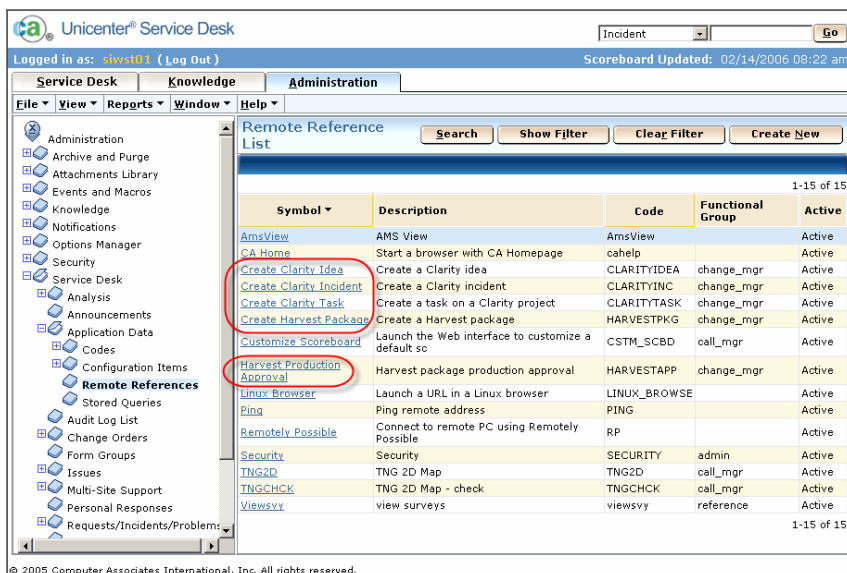 ca® Unicenter® Service Desk
Incident
Go
Logged in as: siwst01 (Log Out)
Scoreboard Updated: 02/14/2006 08:22 am
Service Desk Knowledge Administration
File View Reports Window Help
Administration
Archive and Purge
Attachments Library
Events and Macros
Knowledge
Notifications
Options Manager
Security
Service Desk
Analysis
Announcements
Application Data
Codes
Configuration Items
Remote References
Stored Queries
Audit Log List
Change Orders
Form Groups
Issues
Multi-Site Support
Personal Responses
Requests/Incidents/Problems
Remote Reference List
Search Show Filter Clear Filter Create New
1-15 of 15
Symbol Description Code Functional Group Active
AmsView AMS View AmsView Active
CA Home Start a browser with CA Homepage cahelp Active
Create Clarity Idea Create a Clarity idea CLARITYIDEA change_mgr Active
Create Clarity Incident Create a Clarity incident CLARITYINC change_mgr Active
Create Clarity Task Create a task on a Clarity project CLARITYTASK change_mgr Active
Create Harvest Package Create a Harvest package HARVESTPKG change_mgr Active
Customize Scoreboard Launch the Web interface to customize a default sc CSTM_SCBD call_mgr Active
Harvest Production Approval Harvest package production approval HARVESTAPP change_mgr Active
Linux Browser Launch a URL in a Linux browser LINUX_BROWSE Active
Ping Ping remote address PING Active
Remotely Possible Connect to remote PC using Remotely Possible RP Active
Security Security SECURITY admin Active
TNG2D TNG 2D Map TNG2D call_mgr Active
TNGCHCK TNG 2D Map - check TNGCHCK call_mgr Active
Viewsvy view surveys viewsvy reference Active
1-15 of 15
© 2005 Computer Associates International, Inc. All rights reserved.